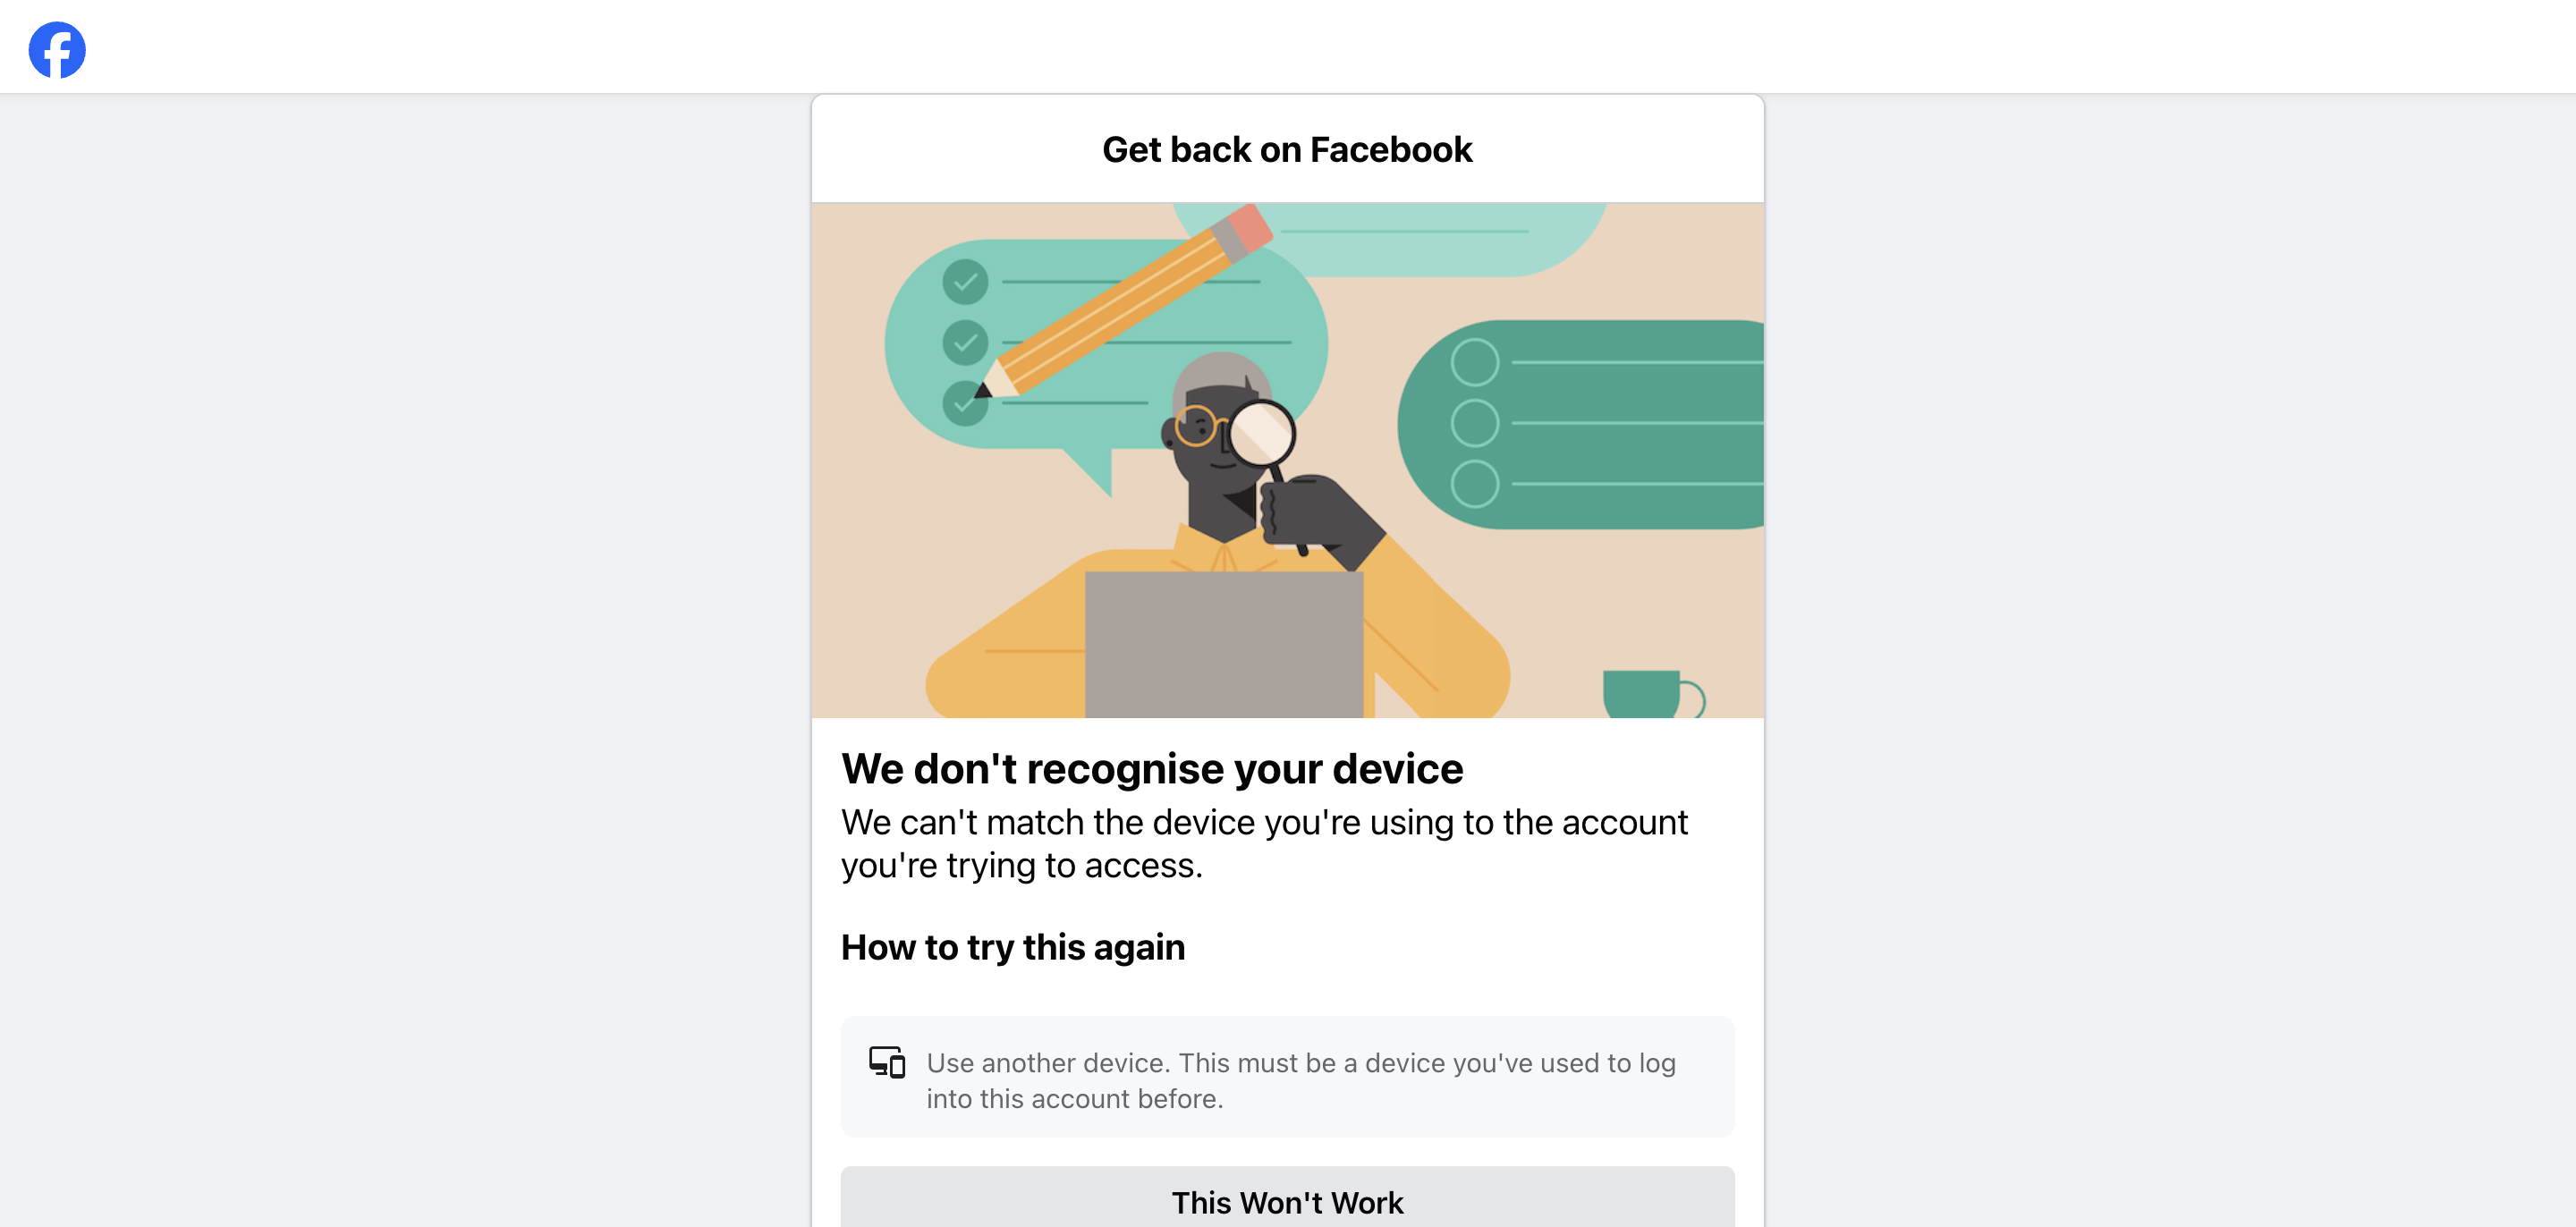 Get back on Facebook
We don't recognise your device
We can't match the device you're using to the account
you're trying to access.
How to try this again
Use another device. This must be a device you've used to log
into this account before.
This Won't Work